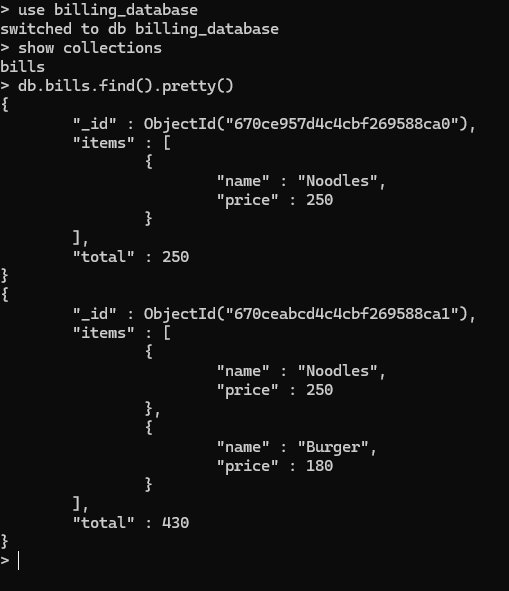 > use billing_database
switched to db billing_database
> show collections
bills
> db.bills.find().pretty()
{
        "_id" : ObjectId("670ce957d4c4cbf269588ca0"),
        "items" : [
                {
                        "name" : "Noodles",
                        "price" : 250
                }
        ],
        "total" : 250
}
{
        "_id" : ObjectId("670ceabcd4c4cbf269588ca1"),
        "items" : [
                {
                        "name" : "Noodles",
                        "price" : 250
                },
                {
                        "name" : "Burger",
                        "price" : 180
                }
        ],
        "total" : 430
}
>